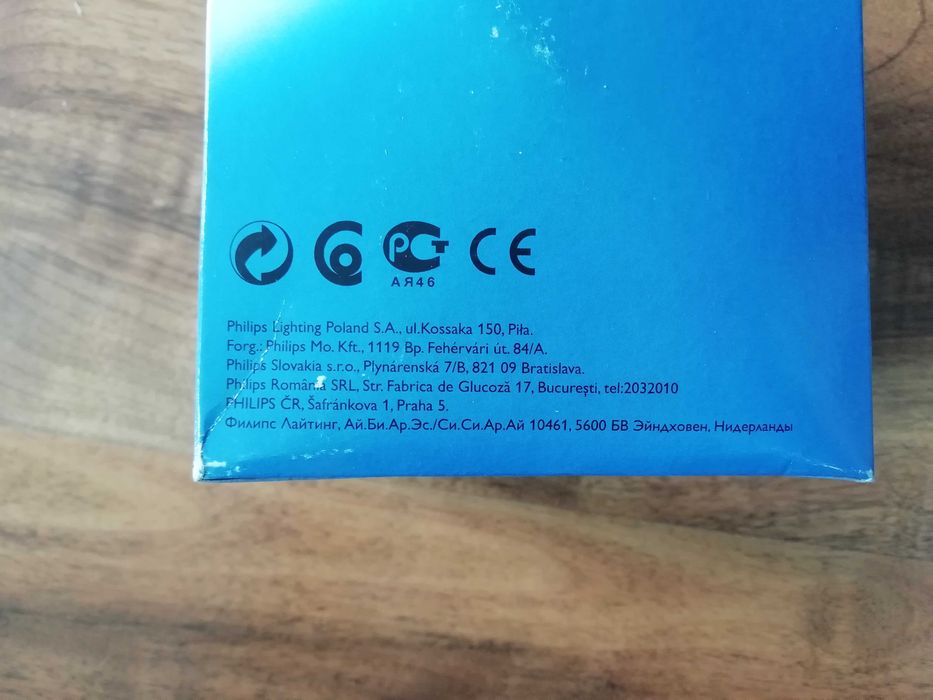 РСТ
CE
АЯ46
Philips Lighting Poland S.A., ul.Kossaka 150, Piła.
Forg.: Philips Mo. Kft., 1119 Bp. Fehérvári út. 84/A.
Philips Slovakia s.r.o., Plynárenská 7/B, 821 09 Bratislava.
Philips România SRL, Str. Fabrica de Glucoză 17, Bucureşti, tel:2032010
PHILIPS ČR, Šafránkova 1, Praha 5.
Филипс Лайтинг, Ай.Би.Ар.Эс./Си.Си.Ар.Ай 10461, 5600 БВ Эйндховен, Нидерланды